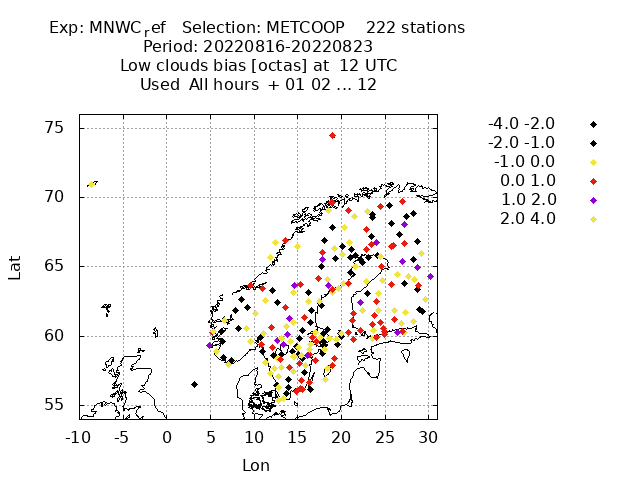 Exp: MNWCref   Selection: METCOOP    222 stations
Period: 20220816-20220823
Low clouds bias [octas] at  12 UTC
Used  All hours  + 01 02 ... 12
75
70
65
60
55
Lat
-10 -5 0 5 10 15 20 25 30
Lon
-4.0 -2.0
-2.0 -1.0
-1.0 0.0
0.0 1.0
1.0 2.0
2.0 4.0